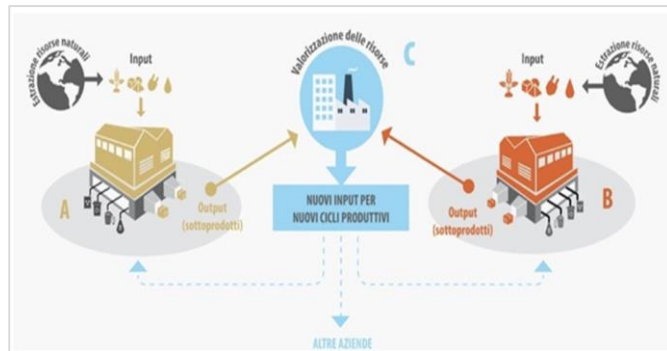 Estrazione risorse naturali
Input
Valorizzazione delle risorse
C
Input
Estrazione risorse naturali
A
Output
(sottoprodotti)
NUOVI INPUT PER
NUOVI CICLI PRODUTTIVI
Output
(sottoprodotti)
B
ALTRE AZIENDE